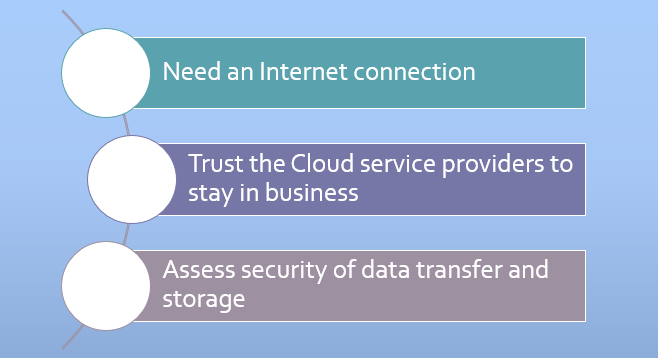 Need an Internet connection
Trust the Cloud service providers to
stay in business
Assess security of data transfer and
storage